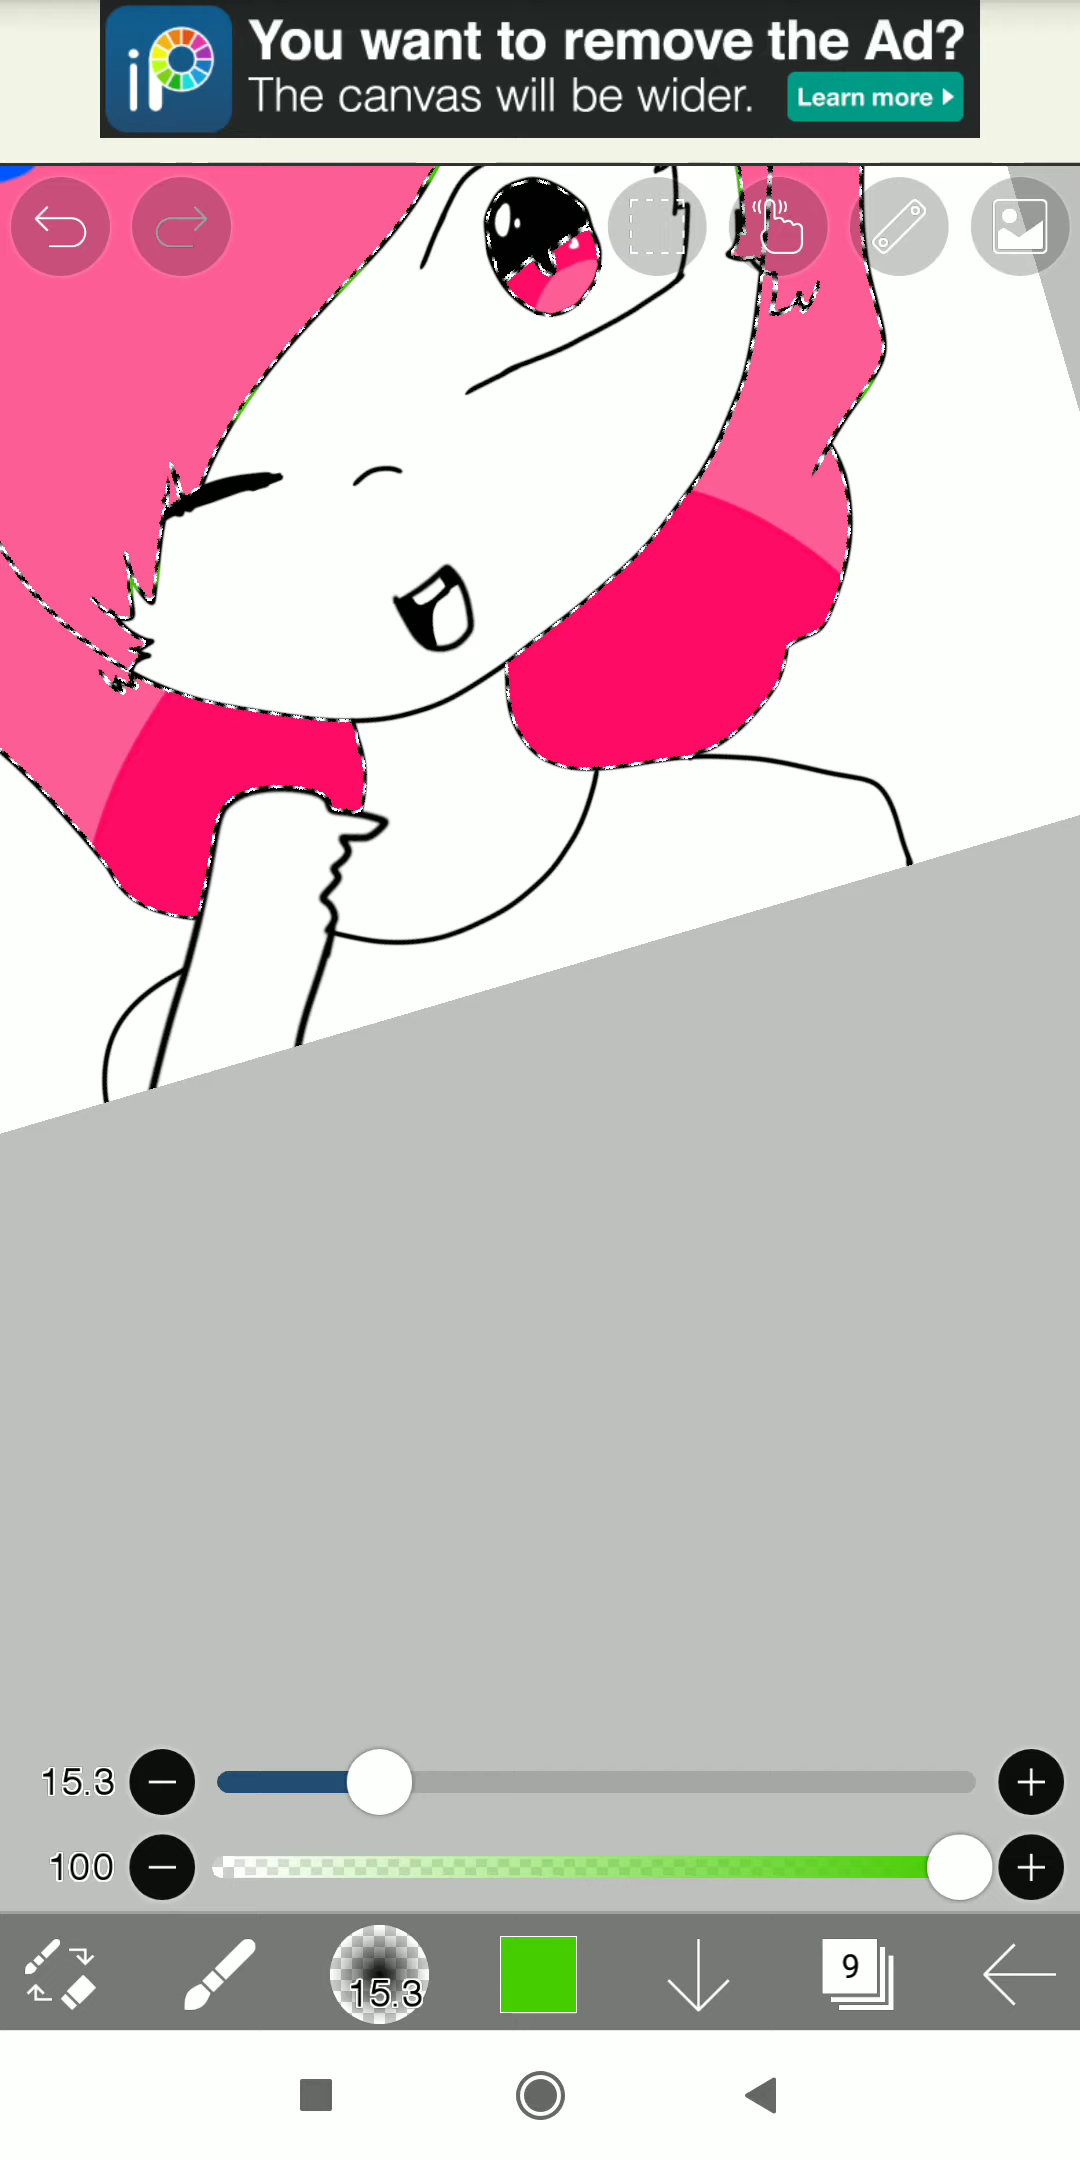 iP
You want to remove the Ad?
The canvas will be wider.
Learn more
15.3
100
15.3
9